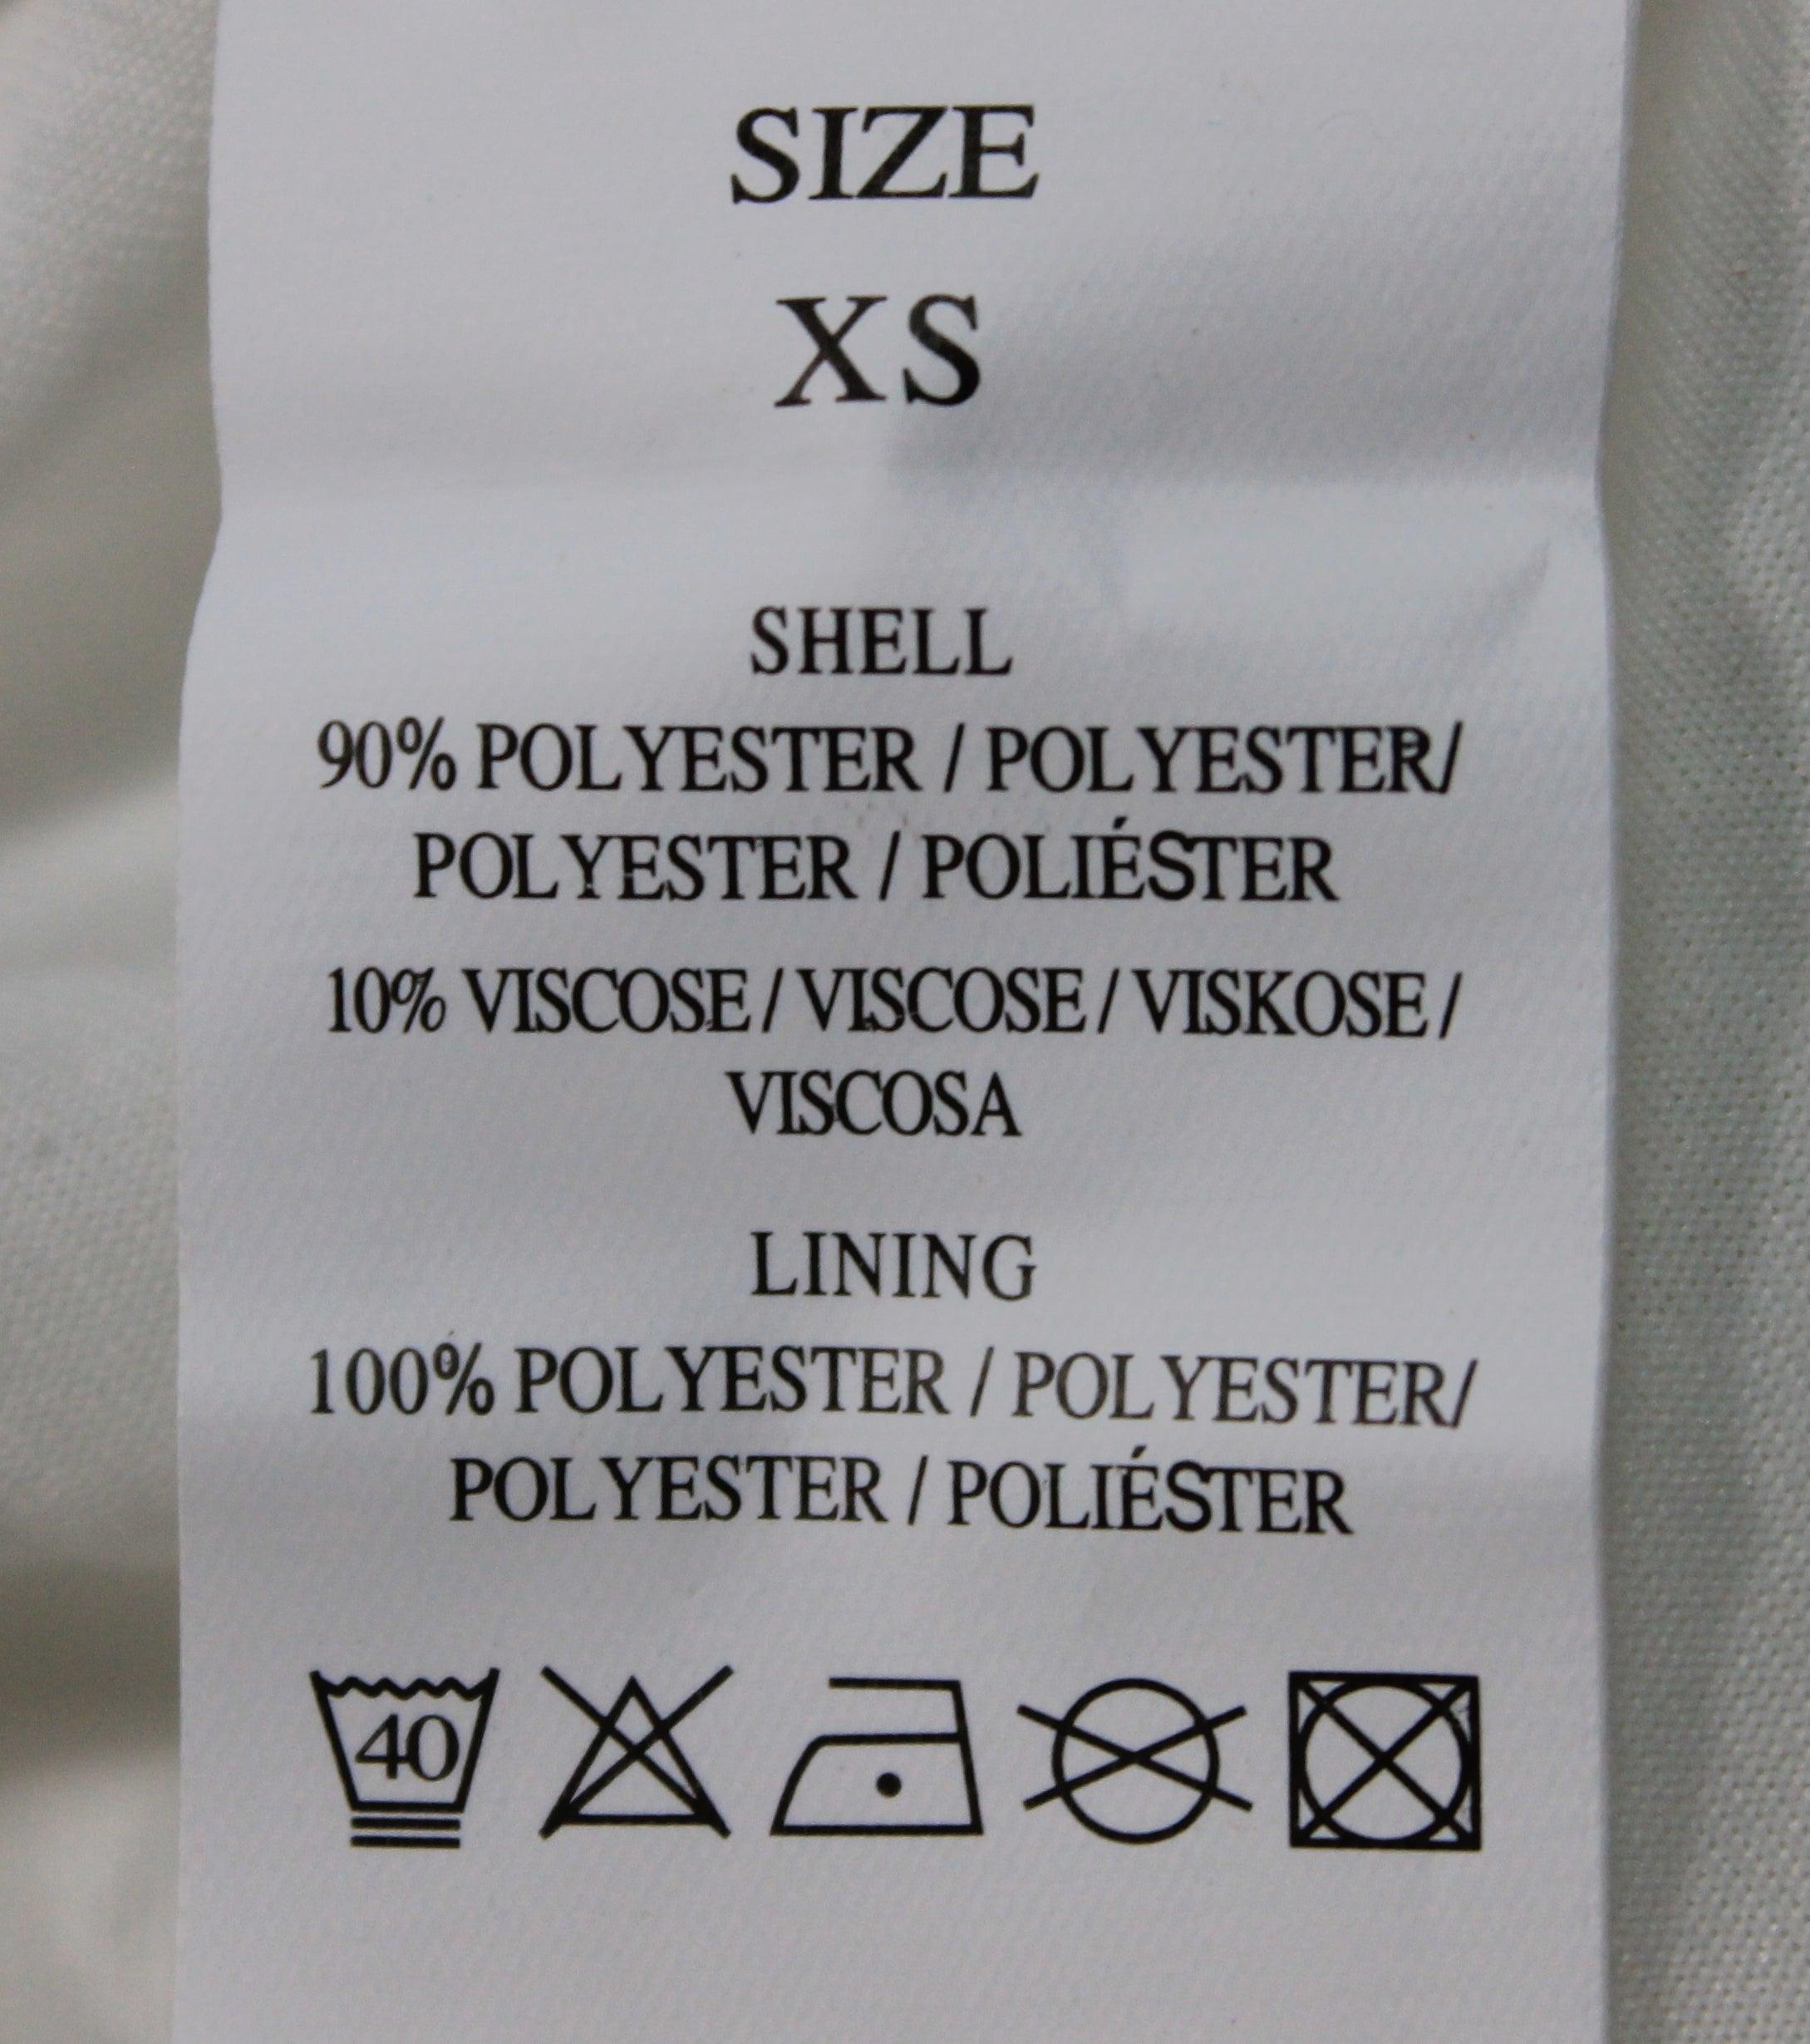 SIZE
XS
SHELL
90% POLYESTER / POLYESTER/
POLYESTER / POLIÉSTER
10% VISCOSE / VISCOSE / VISKOSE /
VISCOSA
LINING
100% POLYESTER / POLYESTER/
POLYESTER / POLIÉSTER
40